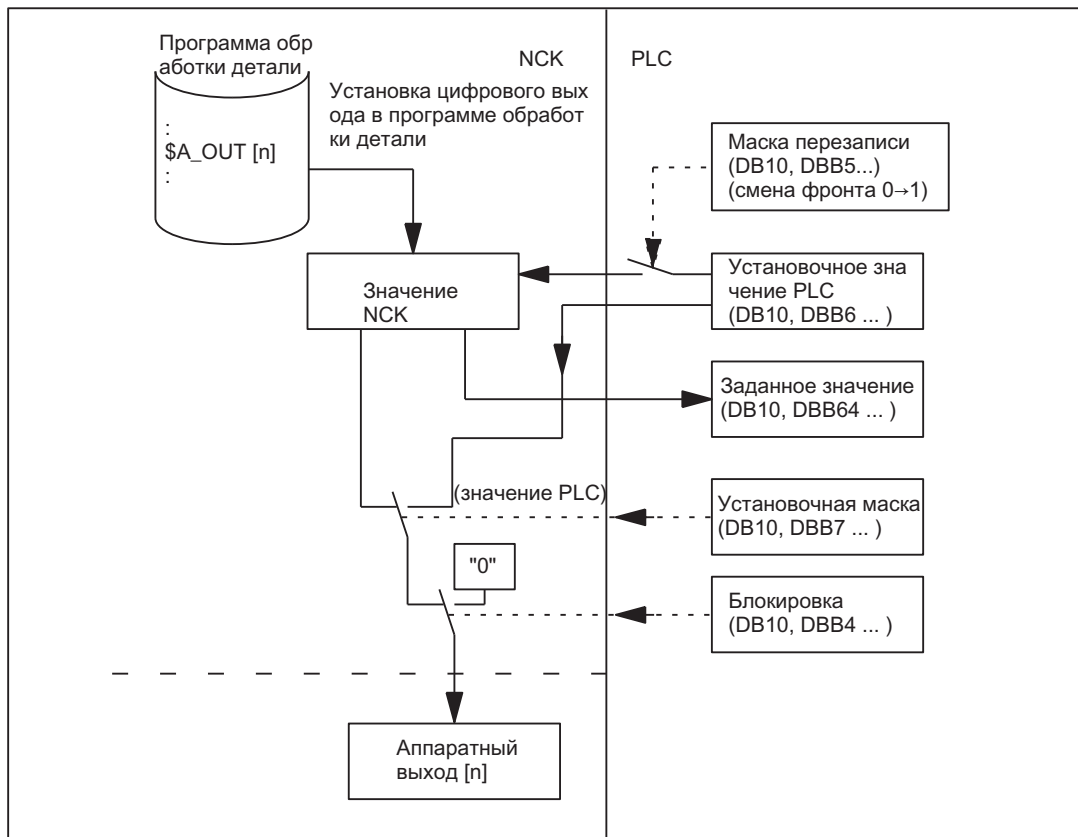 Программа обр
аботки детали
NCK
PLC
Установка цифрового вых
ода в программе обработ
ки детали
:
$A_OUT [n]
:
Маска перезаписи
(DB10, DBB5...)
(смена фронта 0→1)
Значение
NCK
Установочное зна
чение PLC
(DB10, DBB6 ... )
Заданное значение
(DB10, DBB64 ... )
(значение PLC)
Установочная маска
(DB10, DBB7 ... )
"0"
Блокировка
(DB10, DBB4 ... )
Аппаратный
выход [n]